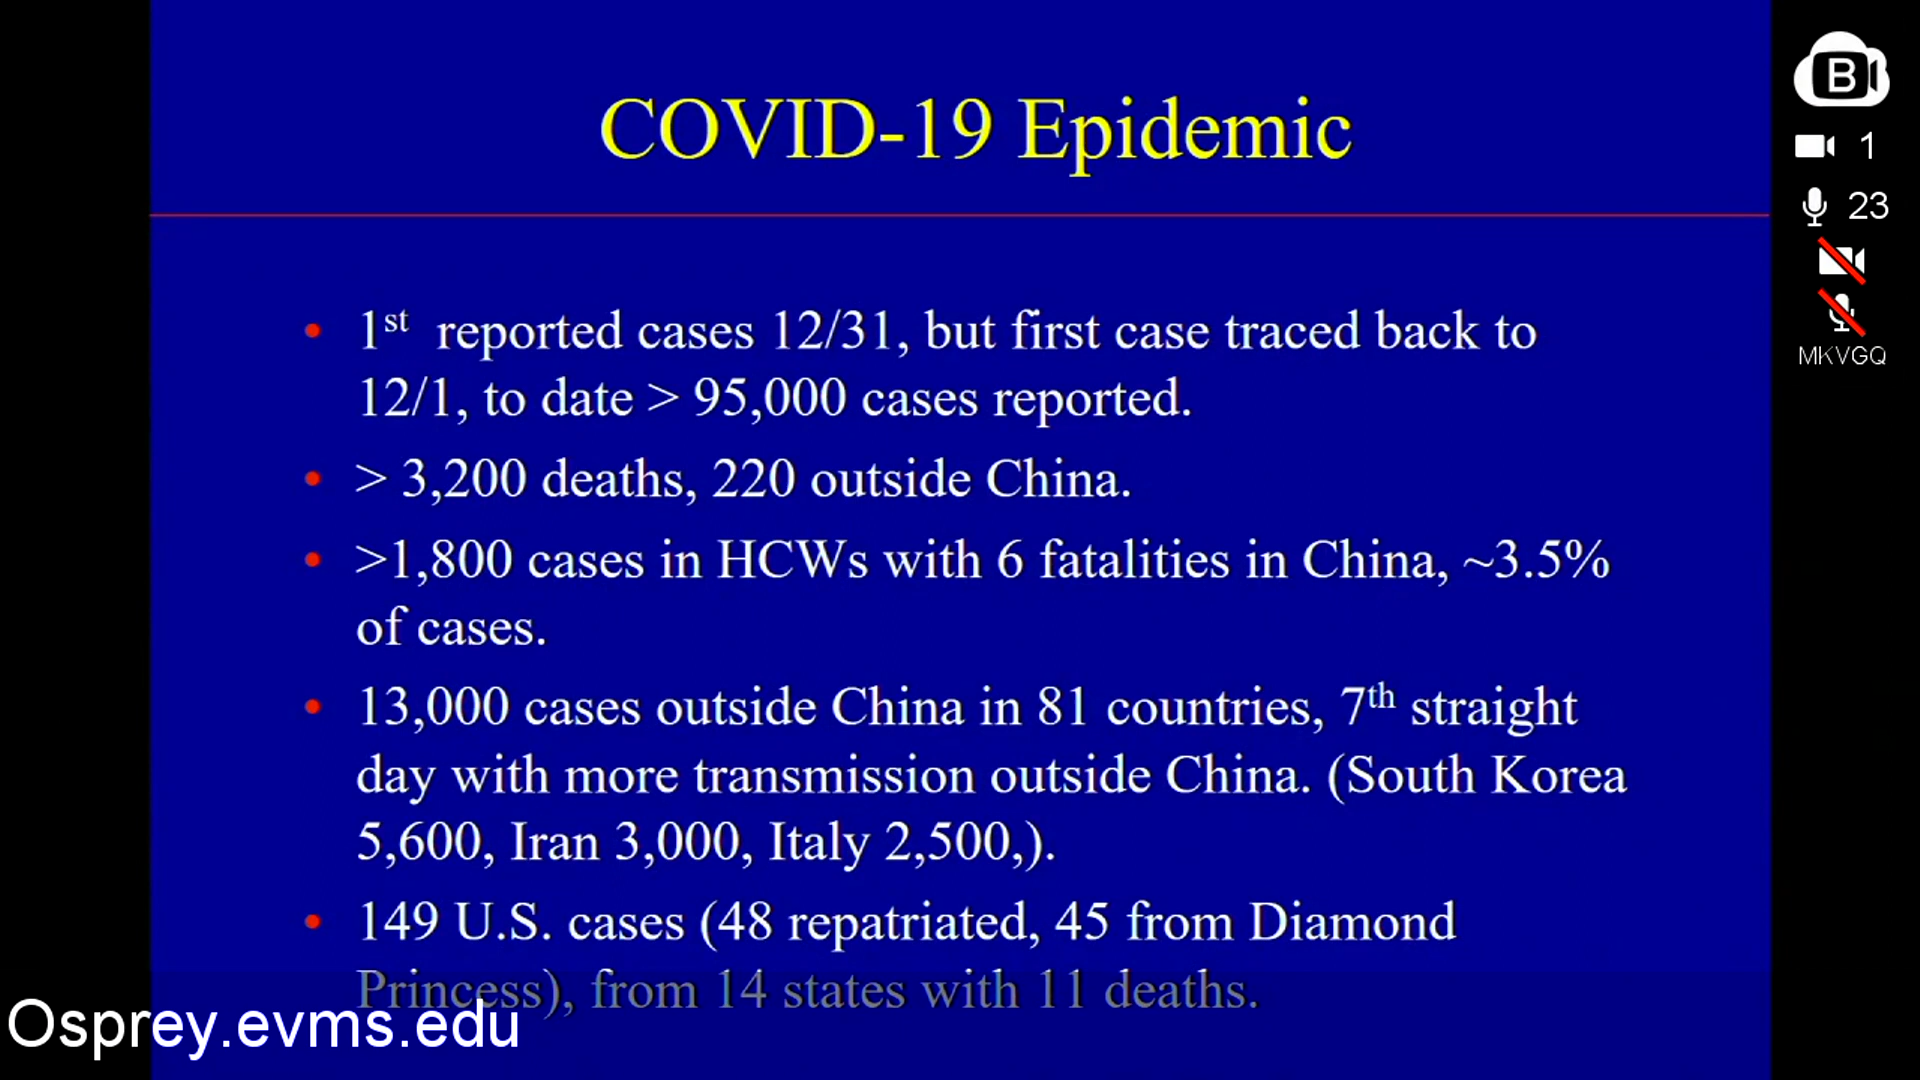 COVID-19 Epidemic
• 1st reported cases 12/31, but first case traced back to
12/1, to date > 95,000 cases reported.
• > 3,200 deaths, 220 outside China.
• >1,800 cases in HCWs with 6 fatalities in China, ~3.5%
of cases.
• 13,000 cases outside China in 81 countries, 7th straight
day with more transmission outside China. (South Korea
5,600, Iran 3,000, Italy 2,500,).
• 149 U.S. cases (48 repatriated, 45 from Diamond
Princess), from 14 states with 11 deaths.
Osprey.evms.edu
B
1
23
MKVGQ